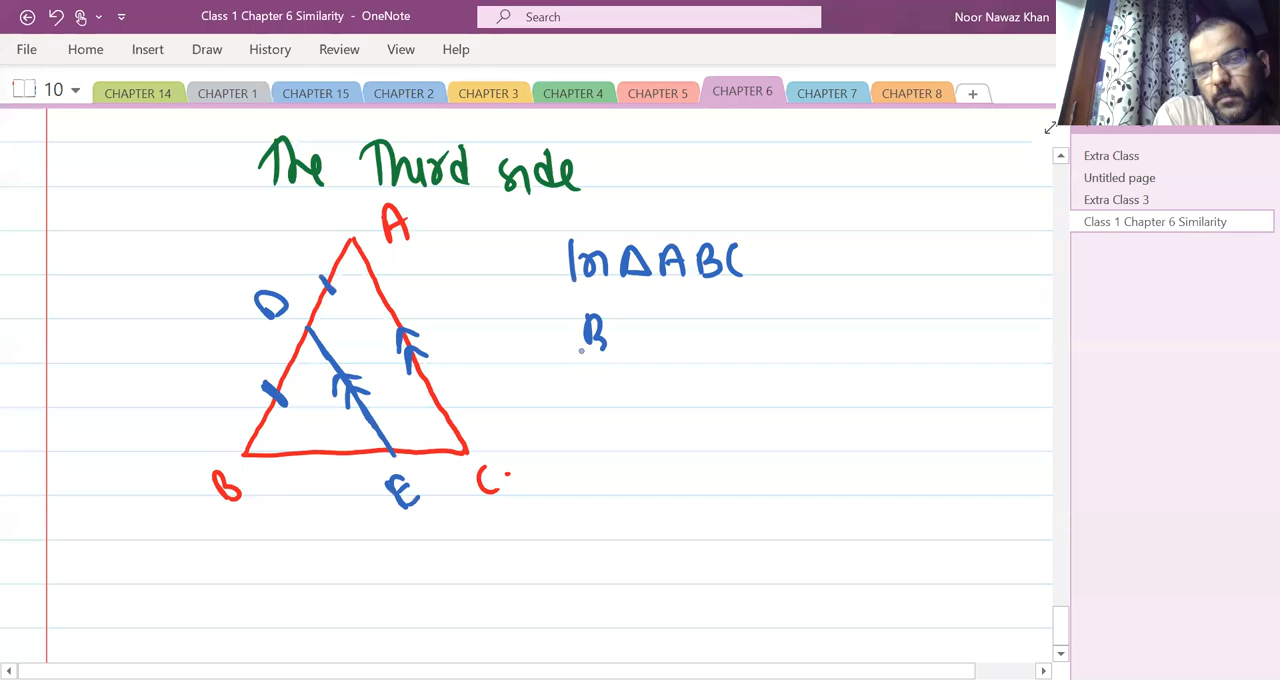 Class 1 Chapter 6 Similarity - OneNote
Search
Noor Nawaz Khan
File Home Insert Draw History Review View Help
10 CHAPTER 14 CHAPTER 1 CHAPTER 15 CHAPTER 2 CHAPTER 3 CHAPTER 4 CHAPTER 5 CHAPTER 6 CHAPTER 7 CHAPTER 8 +
Extra Class
Untitled page
Extra Class 3
Class 1 Chapter 6 Similarity
The Third side
A
In △ABC
D
B
B
E
C